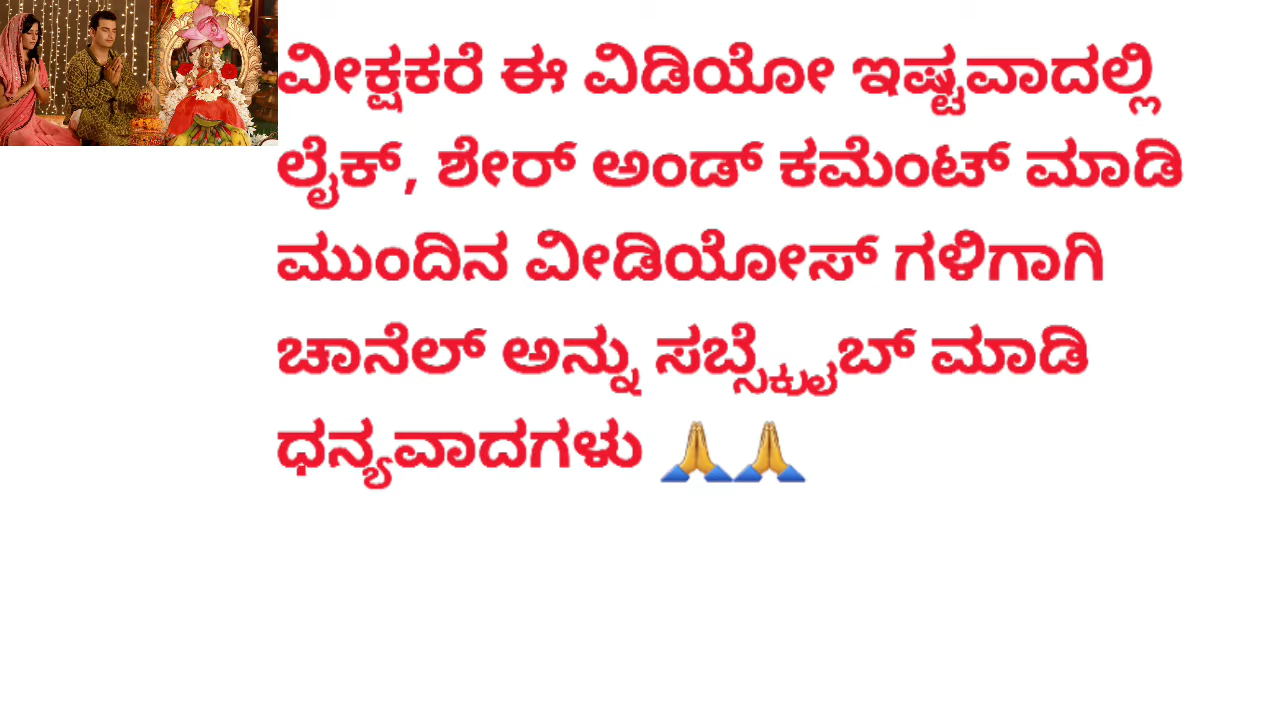 ವೀಕ್ಷಕರೆ ಈ ವಿಡಿಯೋ ಇಷ್ಟವಾದಲ್ಲಿ
ಲೈಕ್, ಶೇರ್ ಅಂಡ್ ಕಮೆಂಟ್ ಮಾಡಿ
ಮುಂದಿನ ವೀಡಿಯೋಸ್ ಗಳಿಗಾಗಿ
ಚಾನೆಲ್ ಅನ್ನು ಸಬ್ಸ್ಕ್ರೈಬ್ ಮಾಡಿ
ಧನ್ಯವಾದಗಳು 🙏🙏